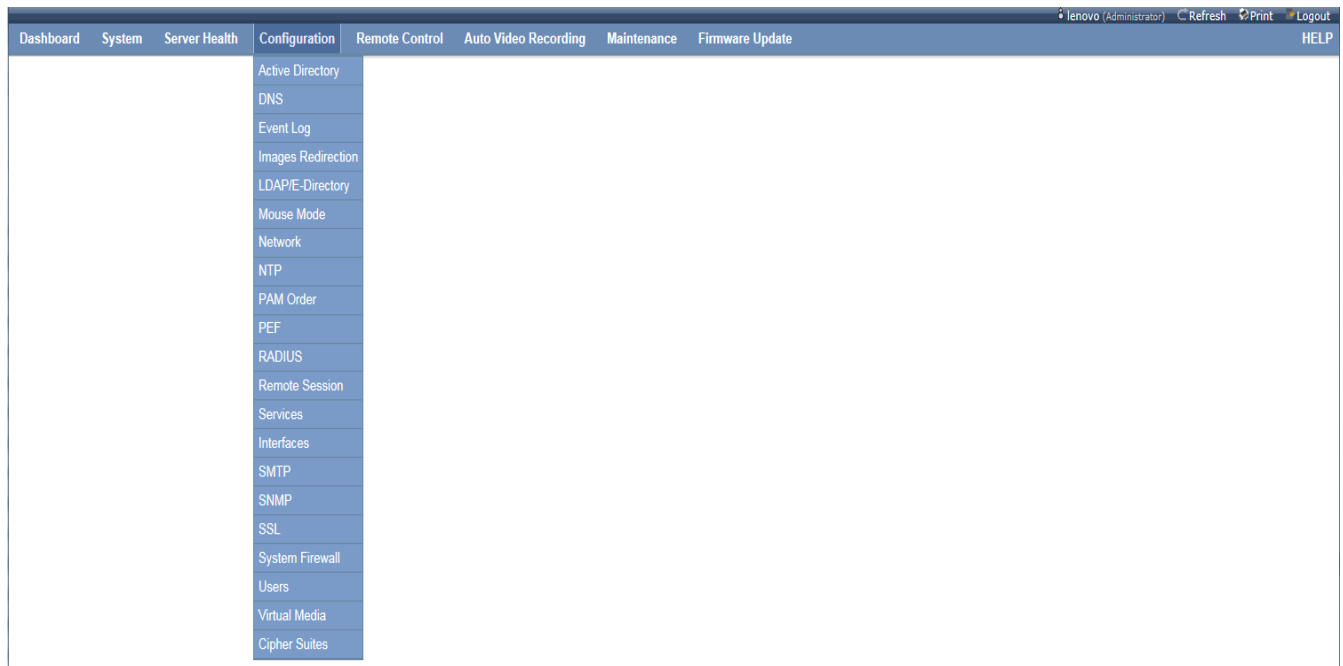 lenovo (Administrator) Refresh Print Logout
Dashboard System Server Health Configuration Remote Control Auto Video Recording Maintenance Firmware Update HELP
Active Directory
DNS
Event Log
Images Redirection
LDAP/E-Directory
Mouse Mode
Network
NTP
PAM Order
PEF
RADIUS
Remote Session
Services
Interfaces
SMTP
SNMP
SSL
System Firewall
Users
Virtual Media
Cipher Suites